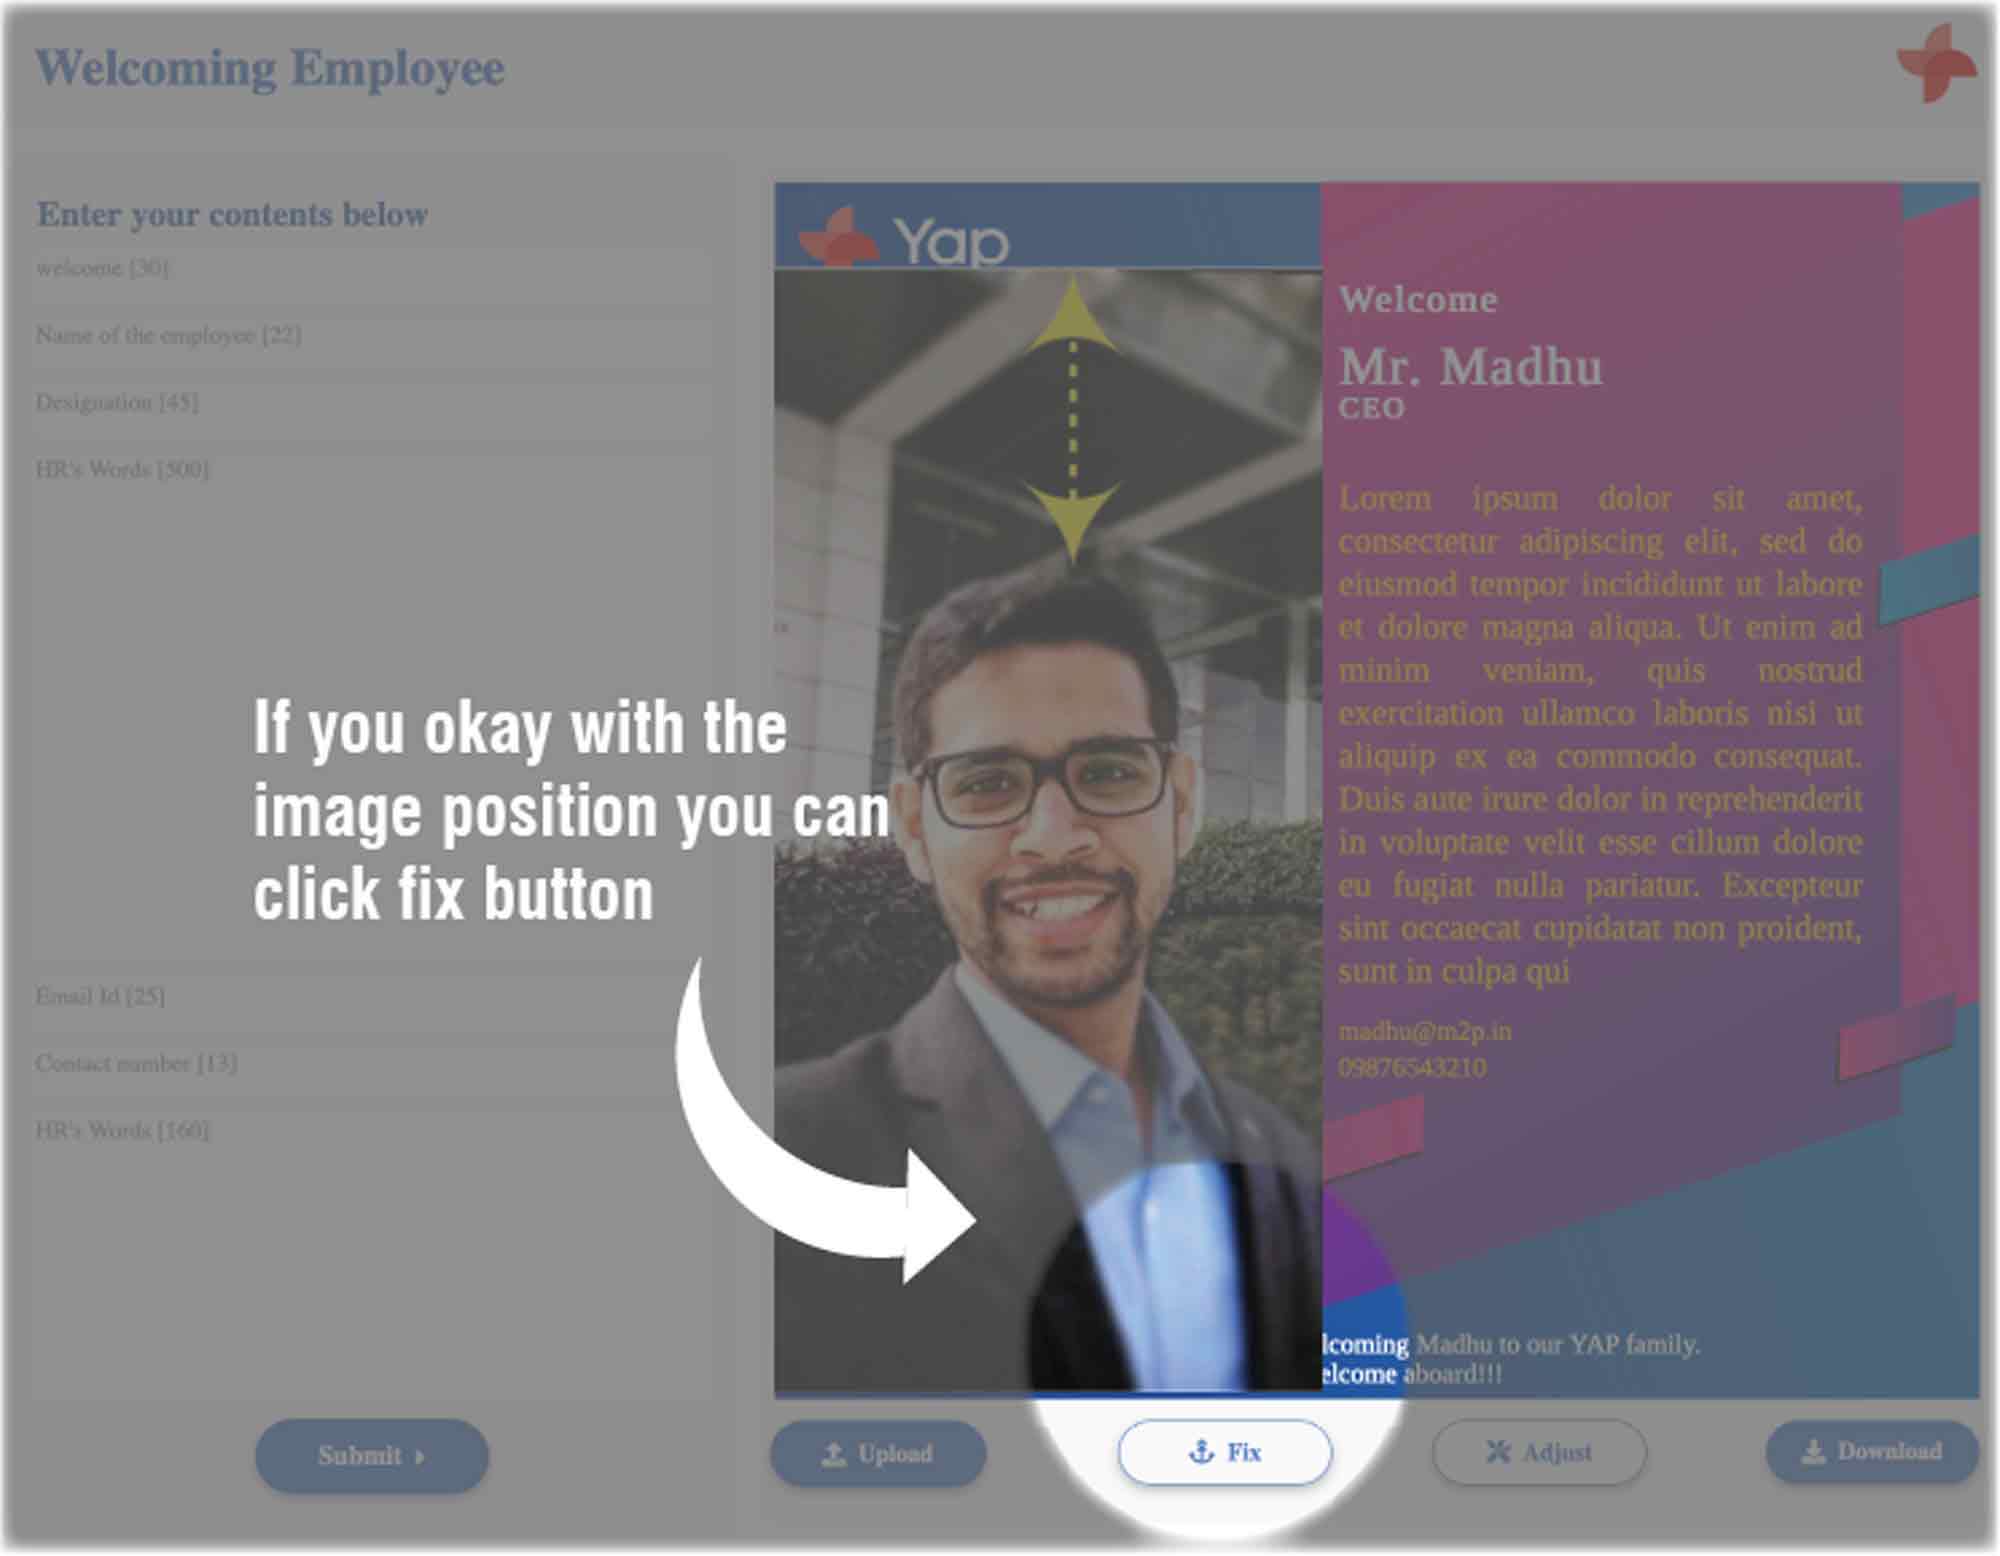 Welcoming Employee
Enter your contents below
welcome [30]
Name of the employee [22]
Designation [45]
HR's Words [500]
Email Id [25]
Contact number [13]
HR's Words [160]
Submit
If you okay with the
image position you can
click fix button
Yap
Welcome
Mr. Madhu
CEO
Lorem ipsum dolor sit amet,
consectetur adipiscing elit, sed do
eiusmod tempor incididunt ut labore
et dolore magna aliqua. Ut enim ad
minim veniam, quis nostrud
exercitation ullamco laboris nisi ut
aliquip ex ea commodo consequat.
Duis aute irure dolor in reprehenderit
in voluptate velit esse cillum dolore
eu fugiat nulla pariatur. Excepteur
sint occaecat cupidatat non proident,
sunt in culpa qui
madhu@m2p.in
09876543210
lcoming Madhu to our YAP family.
elcome aboard!!!
Upload
Fix
Adjust
Download